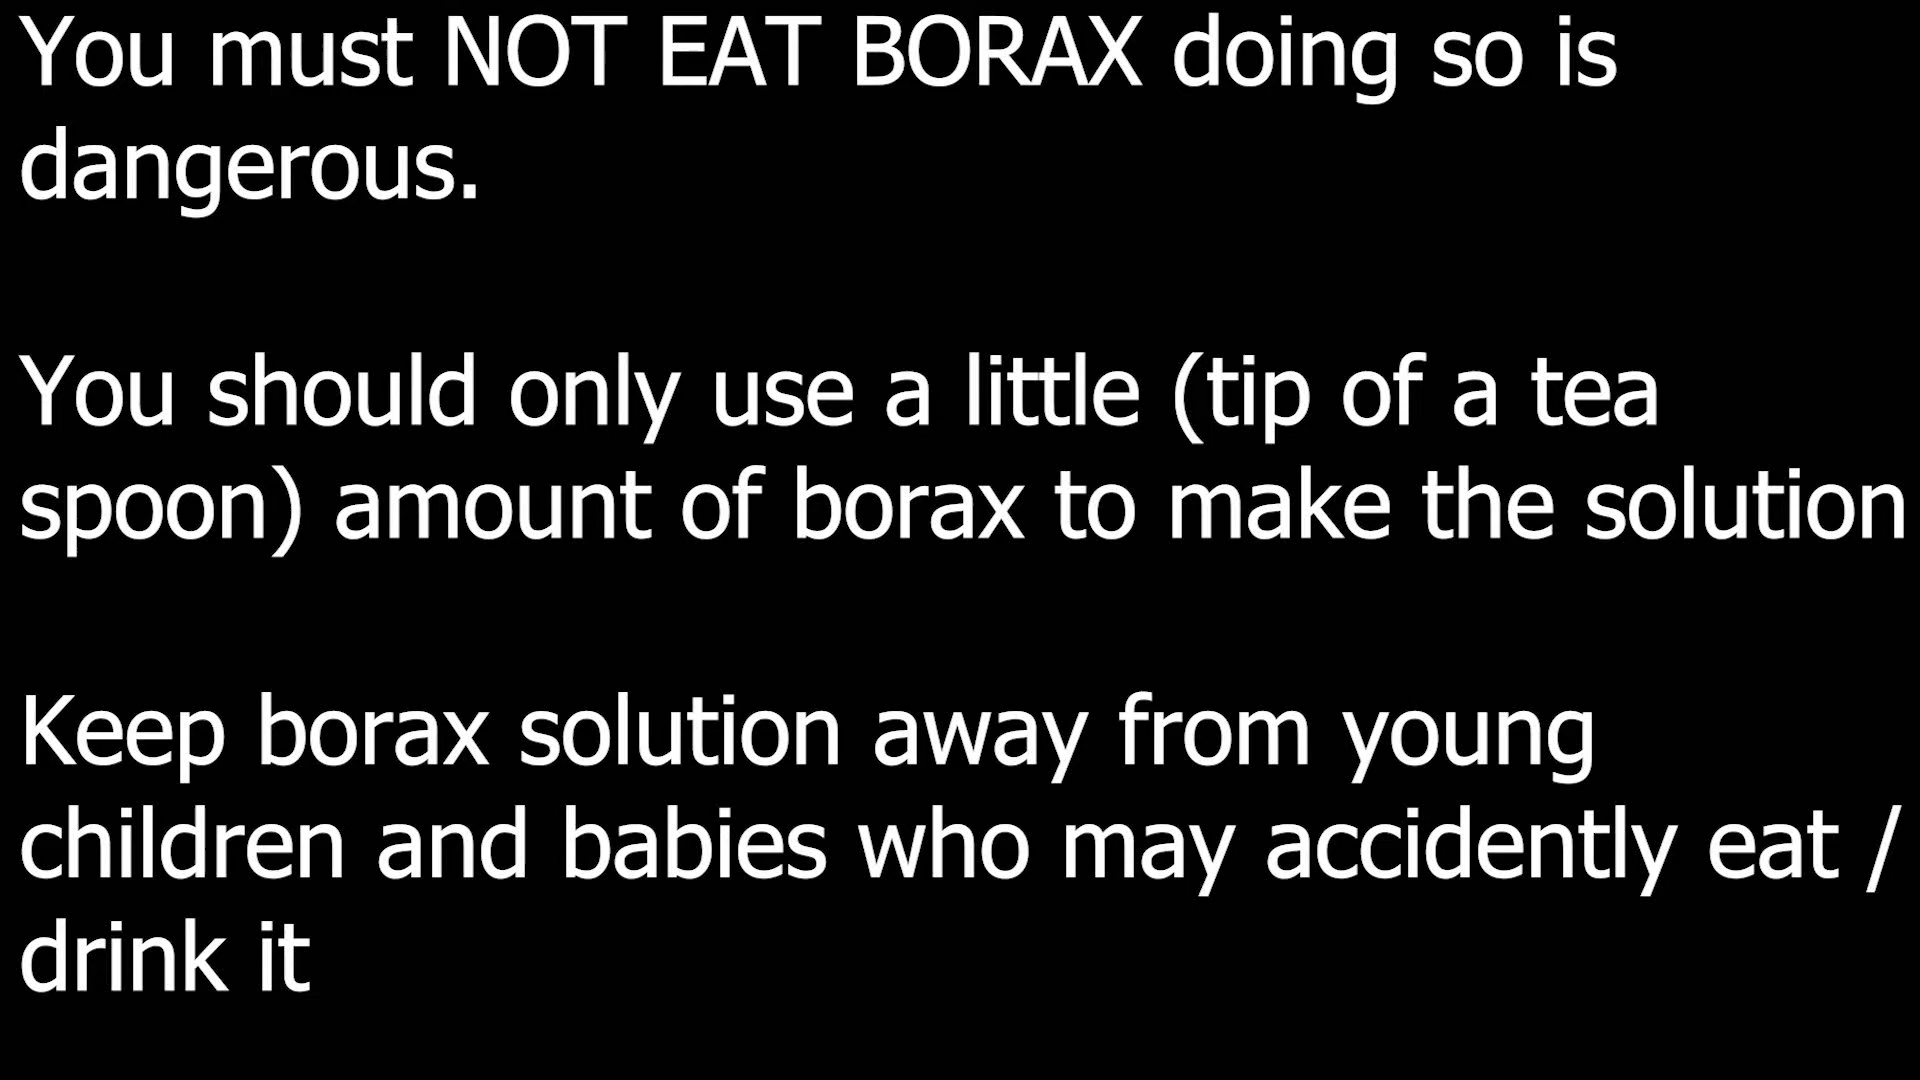 You must NOT EAT BORAX doing so is
dangerous.
You should only use a little (tip of a tea
spoon) amount of borax to make the solution
Keep borax solution away from young
children and babies who may accidently eat /
drink it